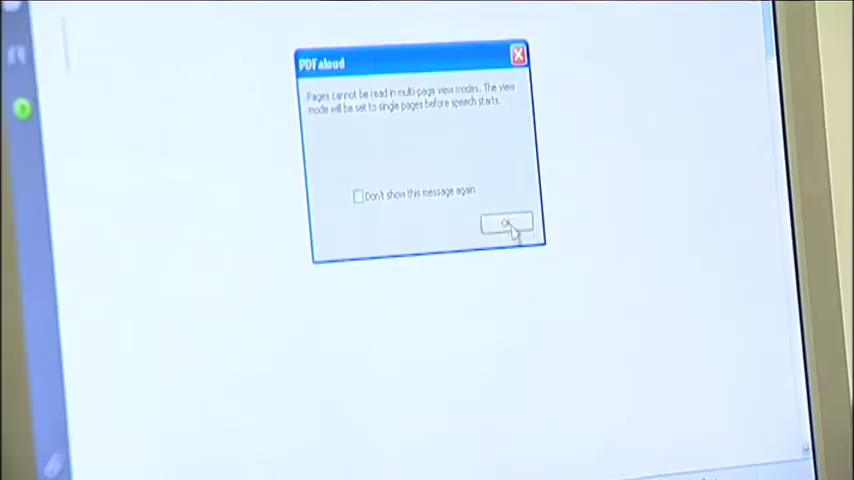 PDFaloud
Pages cannot be read in multi-page view modes. The view
mode will be set to single pages before speech starts.
Don't show this message again
OK